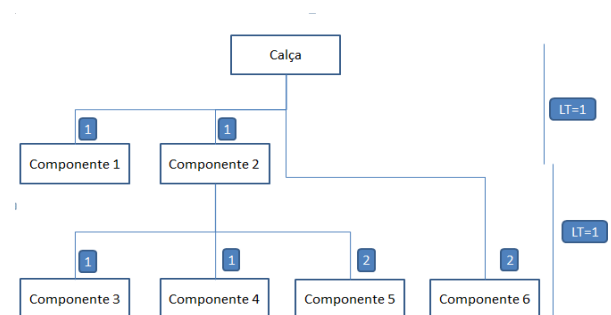 Calça
LT=1
1
1
Componente 1
Componente 2
LT=1
1
1
2
2
Componente 3
Componente 4
Componente 5
Componente 6